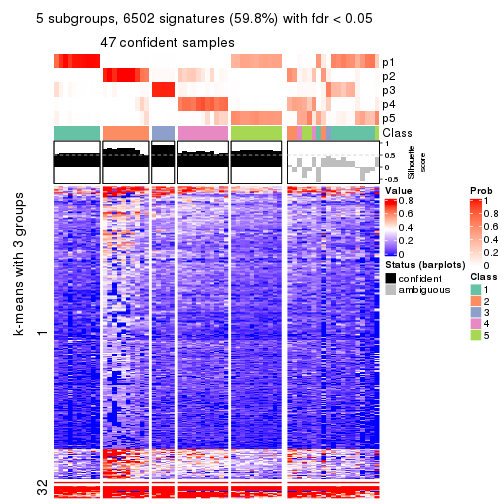 5 subgroups, 6502 signatures (59.8%) with fdr < 0.05
47 confident samples
p1
p2
p3
p4
p5
Class
1
0.5
0
-0.5
Silhouette
score
k-means with 3 groups
1
32
Value
0.8
0.6
0.4
0.2
0
Status (barplots)
confident
ambiguous
Prob
1
0.8
0.6
0.4
0.2
0
Class
1
2
3
4
5